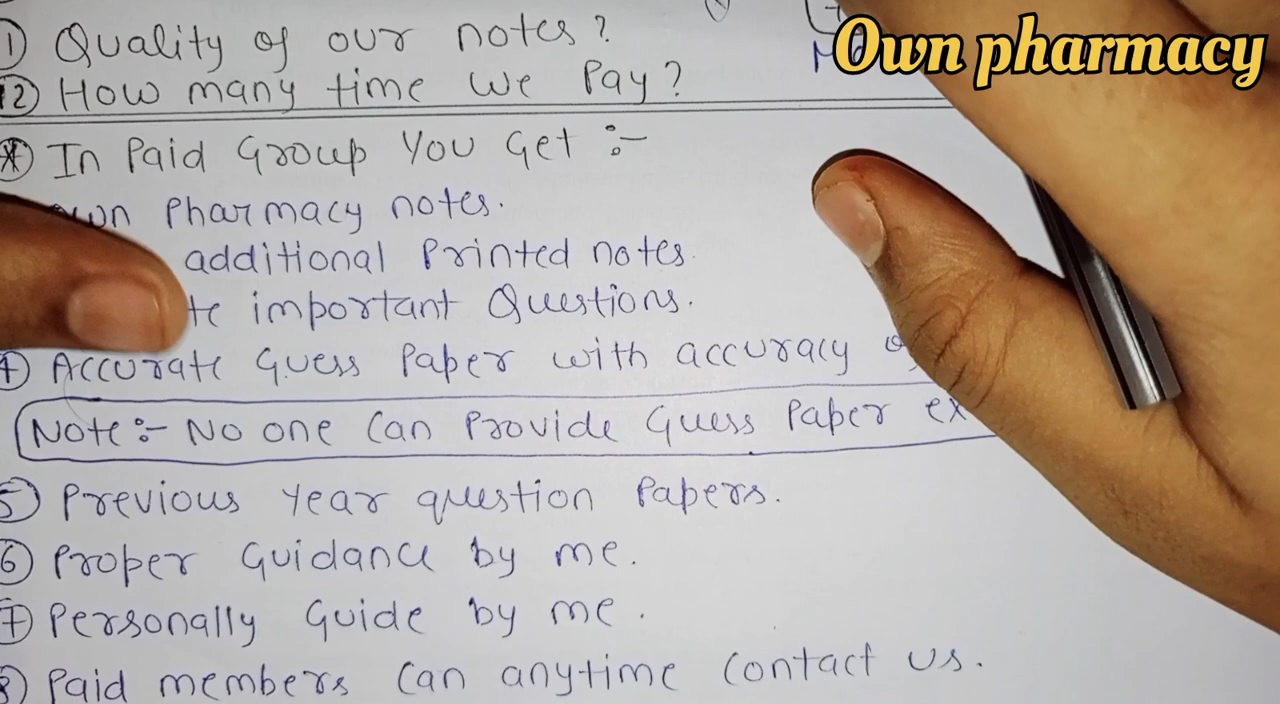 ① Quality of our notes ?
12 How many time we Pay ?
Own pharmacy
* In Paid Group You Get :-
Pharmacy notes.
additional Printed notes
important Questions.
Accurate Guess Paper with accuracy
Note :- No one Can Provide Guess Paper
5 Previous Year question Papers.
6 Proper Guidance by me.
7 Personally Guide by me.
8 Paid members Can anytime Contact us.